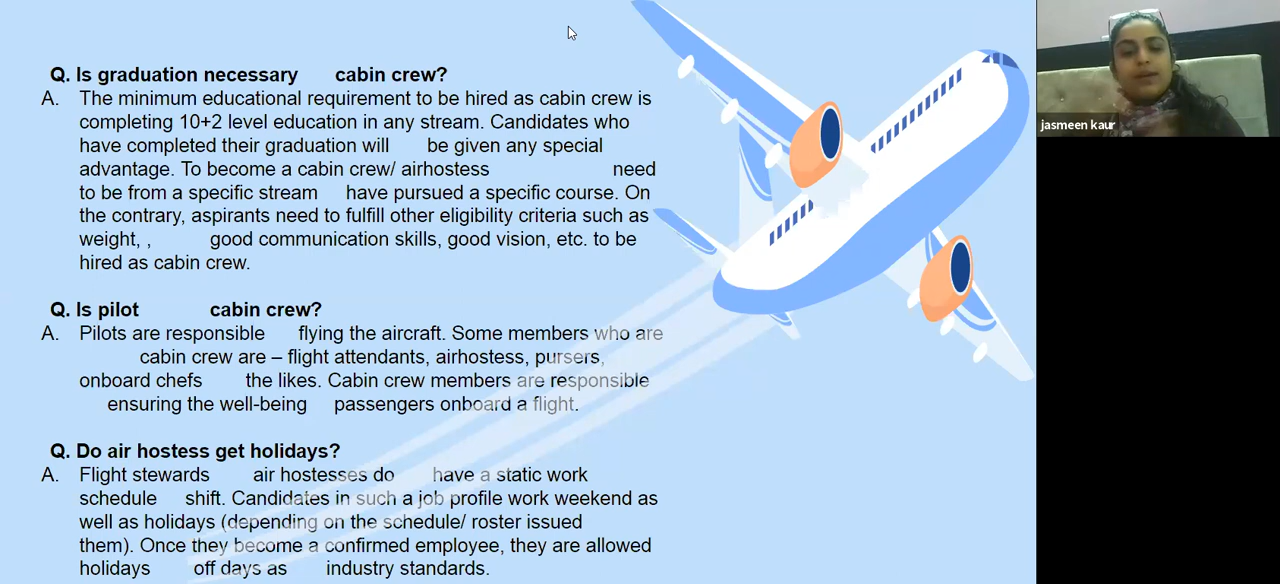 Q. Is graduation necessary cabin crew?
A. The minimum educational requirement to be hired as cabin crew is
completing 10+2 level education in any stream. Candidates who
have completed their graduation will be given any special
advantage. To become a cabin crew/ airhostess need
to be from a specific stream have pursued a specific course. On
the contrary, aspirants need to fulfill other eligibility criteria such as
weight, , good communication skills, good vision, etc. to be
hired as cabin crew.
Q. Is pilot cabin crew?
A. Pilots are responsible flying the aircraft. Some members who are
cabin crew are – flight attendants, airhostess, pursers,
onboard chefs the likes. Cabin crew members are responsible
ensuring the well-being passengers onboard a flight.
Q. Do air hostess get holidays?
A. Flight stewards air hostesses do have a static work
schedule shift. Candidates in such a job profile work weekend as
well as holidays (depending on the schedule/ roster issued
them). Once they become a confirmed employee, they are allowed
holidays off days as industry standards.
jasmeen kaur